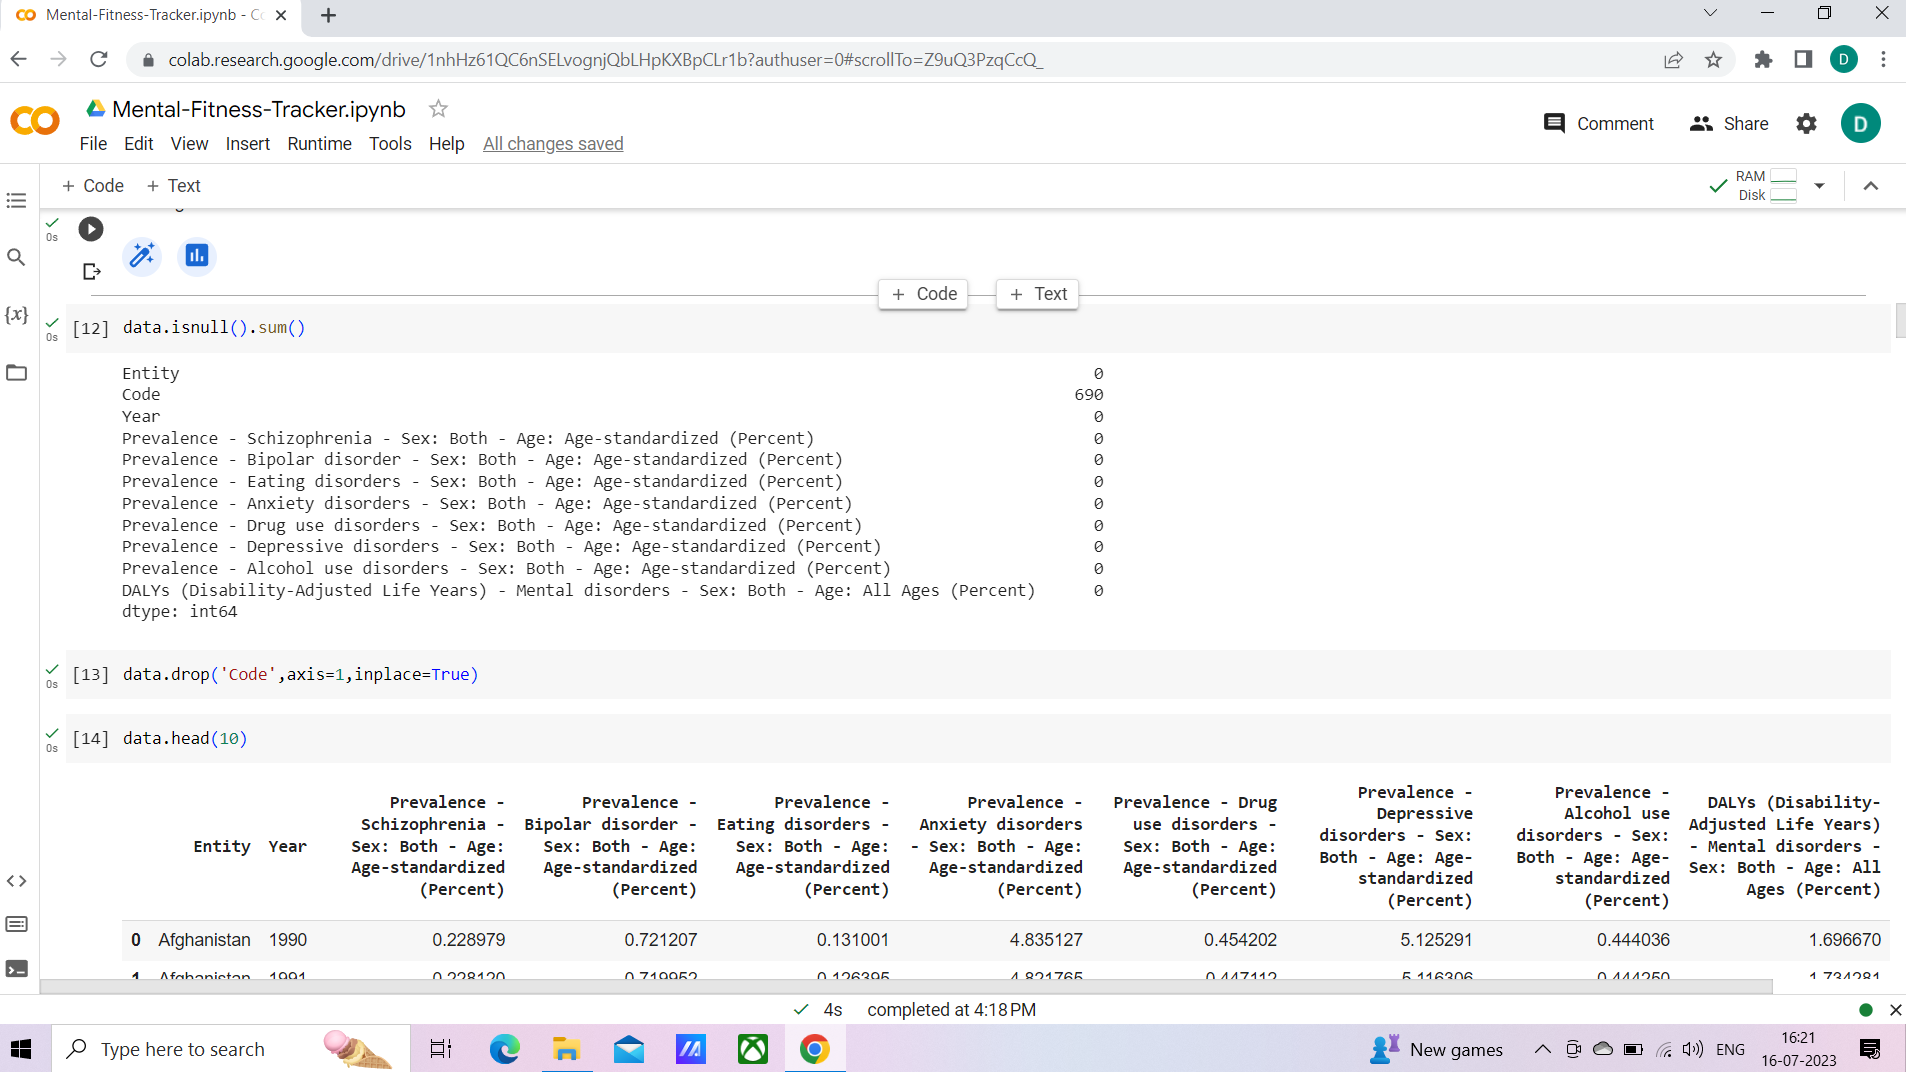 Mental-Fitness-Tracker.ipynb - Co
colab.research.google.com/drive/1nhHz61QC6nSELvognjQbLHpKXBpCLr1b?authuser=0#scrollTo=Z9uQ3PzqCcQ_
D
Mental-Fitness-Tracker.ipynb
File Edit View Insert Runtime Tools Help All changes saved
Comment Share D
+ Code + Text
RAM
Disk
0s
+ Code + Text
{x}
0s
[12] data.isnull().sum()
Entity 0
Code 690
Year 0
Prevalence - Schizophrenia - Sex: Both - Age: Age-standardized (Percent) 0
Prevalence - Bipolar disorder - Sex: Both - Age: Age-standardized (Percent) 0
Prevalence - Eating disorders - Sex: Both - Age: Age-standardized (Percent) 0
Prevalence - Anxiety disorders - Sex: Both - Age: Age-standardized (Percent) 0
Prevalence - Drug use disorders - Sex: Both - Age: Age-standardized (Percent) 0
Prevalence - Depressive disorders - Sex: Both - Age: Age-standardized (Percent) 0
Prevalence - Alcohol use disorders - Sex: Both - Age: Age-standardized (Percent) 0
DALYs (Disability-Adjusted Life Years) - Mental disorders - Sex: Both - Age: All Ages (Percent) 0
dtype: int64
0s
[13] data.drop('Code',axis=1,inplace=True)
0s
[14] data.head(10)
Entity
Year
Prevalence -
Schizophrenia -
Sex: Both - Age:
Age-standardized
(Percent)
Prevalence -
Bipolar disorder -
Sex: Both - Age:
Age-standardized
(Percent)
Prevalence -
Eating disorders -
Sex: Both - Age:
Age-standardized
(Percent)
Prevalence -
Anxiety disorders
- Sex: Both - Age:
Age-standardized
(Percent)
Prevalence - Drug
use disorders -
Sex: Both - Age:
Age-standardized
(Percent)
Prevalence -
Depressive
disorders - Sex:
Both - Age: Age-
standardized
(Percent)
Prevalence -
Alcohol use
disorders - Sex:
Both - Age: Age-
standardized
(Percent)
DALYs (Disability-
Adjusted Life Years)
- Mental disorders -
Sex: Both - Age: All
Ages (Percent)
0 Afghanistan 1990 0.228979 0.721207 0.131001 4.835127 0.454202 5.125291 0.444036 1.696670
1 Afghanistan 1991 0.228120 0.719952 0.126395 4.821765 0.447112 5.116306 0.444250 1.734281
4s completed at 4:18 PM
Type here to search
New games
ENG
16:21
16-07-2023